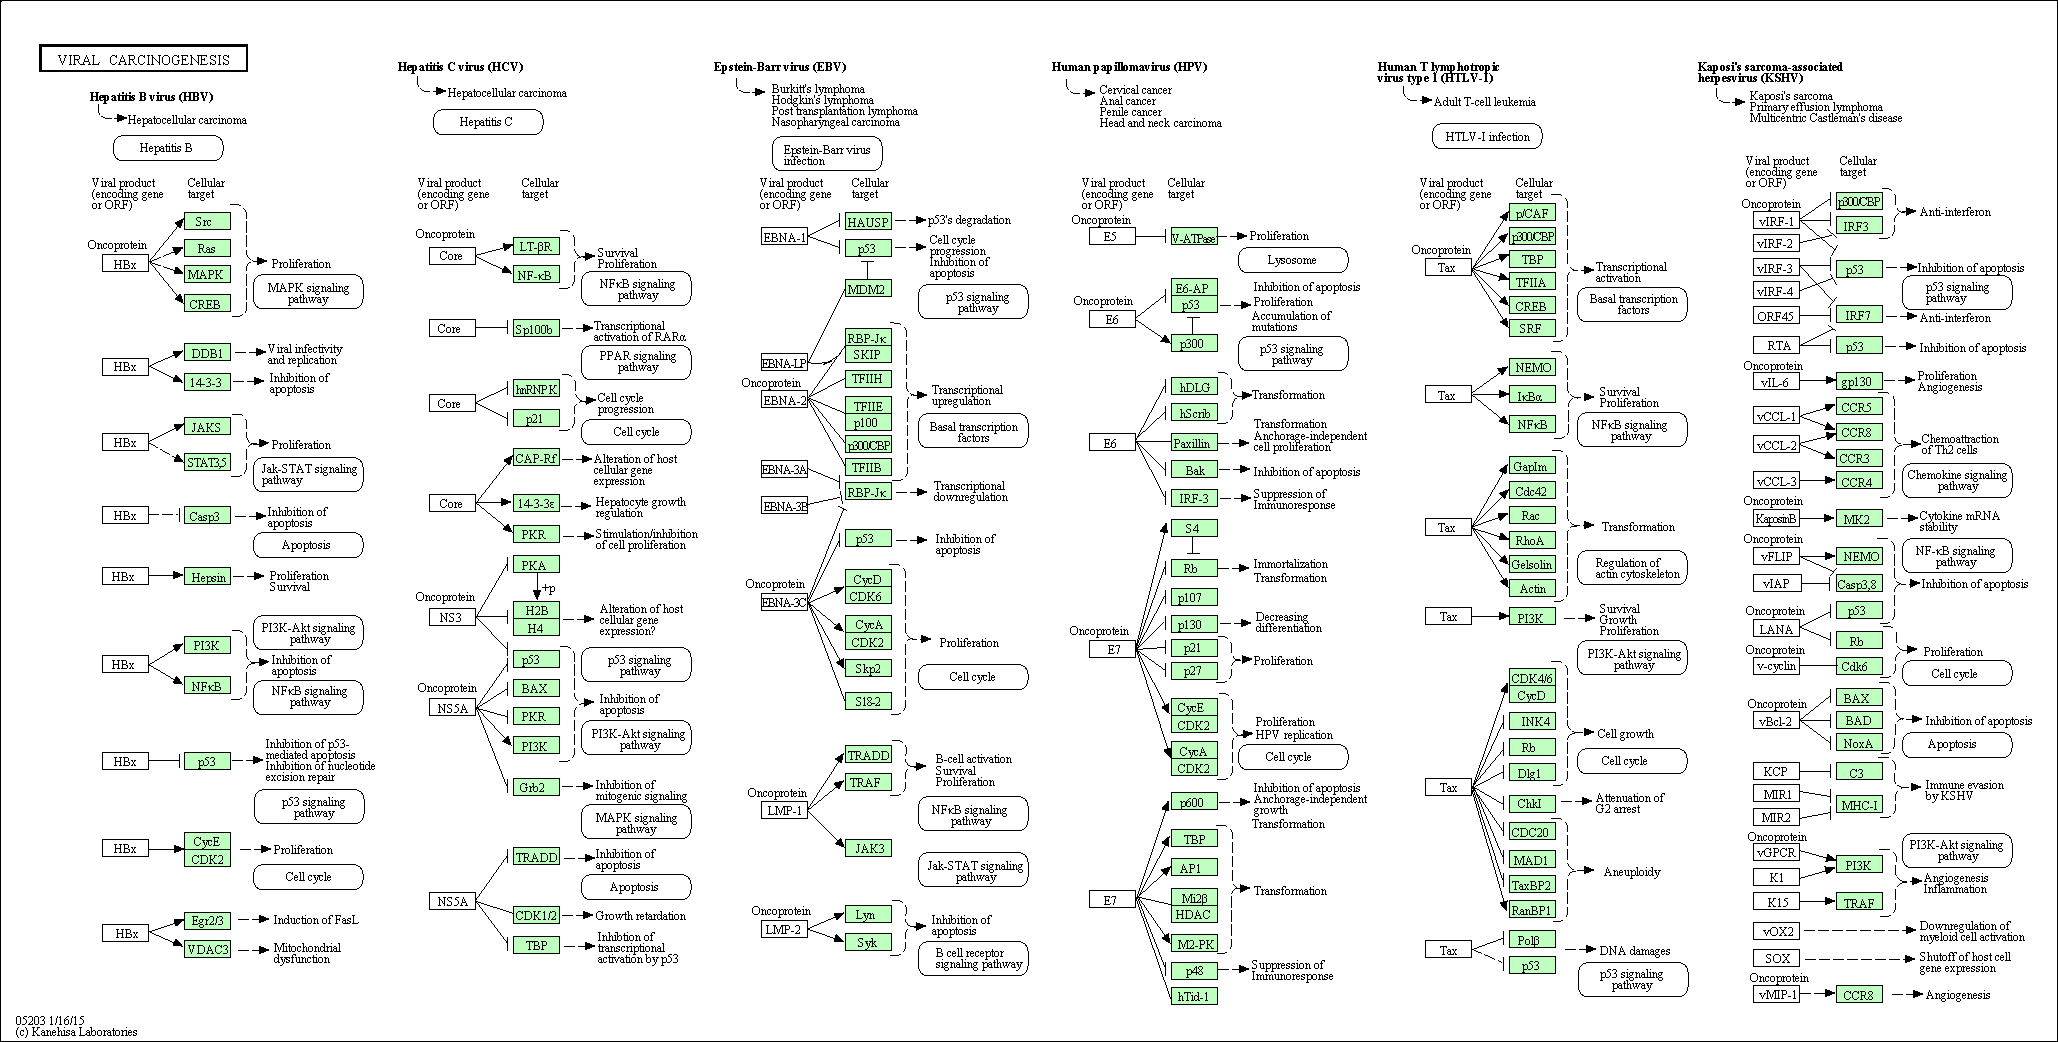 VIRAL CARCINOGENESIS
Hepatitis B virus (HBV)
Hepatocellular carcinoma
Hepatitis B
Viral product
(encoding gene
or ORF)
Cellular
target
Oncoprotein
HBx
Src
Ras
MAPK
CREB
Proliferation
MAPK signaling
pathway
HBx
DDB1
Viral infectivity
and replication
14-3-3
Inhibition of
apoptosis
HBx
JAKS
STAT3,5
Proliferation
Jak-STAT signaling
pathway
HBx
Casp3
Inhibition of
apoptosis
Apoptosis
HBx
Hepsin
Proliferation
Survival
PI3K-Akt signaling
pathway
HBx
PI3K
NFκB
Inhibition of
apoptosis
NFκB signaling
pathway
HBx
p53
Inhibition of p53-
mediated apoptosis
Inhibition of nucleotide
excision repair
p53 signaling
pathway
HBx
CycE
CDK2
Proliferation
Cell cycle
HBx
Egr2/3
Induction of FasL
VDAC3
Mitochondrial
dysfunction
Hepatitis C virus (HCV)
Hepatocellular carcinoma
Hepatitis C
Viral product
(encoding gene
or ORF)
Cellular
target
Oncoprotein
Core
LT-βR
NF-κB
Survival
Proliferation
NFκB signaling
pathway
Core
Sp100b
Transcriptional
activation of RARα
PPAR signaling
pathway
Core
hnRNPK
p21
Cell cycle
progression
Cell cycle
Core
CAP-Rf
Alteration of host
cellular gene
expression
14-3-3ε
Hepatocyte growth
regulation
PKR
Stimulation/inhibition
of cell proliferation
Oncoprotein
NS3
PKA
+p
H2B
H4
Alteration of host
cellular gene
expression?
p53
p53 signaling
pathway
Oncoprotein
NS5A
BAX
PKR
PI3K
Inhibition of
apoptosis
PI3K-Akt signaling
pathway
Grb2
Inhibition of
mitogenic signaling
MAPK signaling
pathway
NS5A
TRADD
Inhibition of
apoptosis
Apoptosis
CDK1/2
Growth retardation
TBP
Inhibition of
transcriptional
activation by p53
Epstein-Barr virus (EBV)
Burkitt's lymphoma
Hodgkin's lymphoma
Post transplantation lymphoma
Nasopharyngeal carcinoma
Epstein-Barr virus
infection
Viral product
(encoding gene
or ORF)
Cellular
target
EBNA-1
HAUSP
p53's degradation
p53
Cell cycle
progression
Inhibition of
apoptosis
MDM2
p53 signaling
pathway
EBNA-LP
RBP-Jκ
SKIP
Oncoprotein
EBNA-2
TFIIH
TFIIE
p100
p300/CBP
TFIIB
Transcriptional
upregulation
Basal transcription
factors
EBNA-3A
EBNA-3B
RBP-Jκ
Transcriptional
downregulation
p53
Inhibition of
apoptosis
Oncoprotein
EBNA-3C
CycD
CDK6
CycA
CDK2
Skp2
S18-2
Proliferation
Cell cycle
Oncoprotein
LMP-1
TRADD
TRAF
B-cell activation
Survival
Proliferation
NFκB signaling
pathway
JAK3
Jak-STAT signaling
pathway
Oncoprotein
LMP-2
Lyn
Syk
Inhibition of
apoptosis
B cell receptor
signaling pathway
Human papillomavirus (HPV)
Cervical cancer
Anal cancer
Penile cancer
Head and neck carcinoma
Viral product
(encoding gene
or ORF)
Cellular
target
Oncoprotein
E5
V-ATPase
Proliferation
Lysosome
Oncoprotein
E6
E6-AP
p53
p300
Inhibition of apoptosis
Proliferation
Accumulation of
mutations
p53 signaling
pathway
E6
hDLG
hScrib
Transformation
Paxillin
Transformation
Anchorage-independent
cell proliferation
Bak
Inhibition of apoptosis
IRF-3
Suppression of
Immunoresponse
Oncoprotein
E7
S4
Rb
Immortalization
Transformation
p107
p130
Decreasing
differentiation
p21
p27
Proliferation
CycE
CDK2
CycA
CDK2
Proliferation
HPV replication
Cell cycle
E7
p600
Inhibition of apoptosis
Anchorage-independent
growth
Transformation
TBP
AP1
Mi2β
HDAC
M2-PK
Transformation
p48
Suppression of
Immunoresponse
hTid-1
Human T lymphotropic
virus type 1 (HTLV-1)
Adult T-cell leukemia
HTLV-I infection
Viral product
(encoding gene
or ORF)
Cellular
target
Oncoprotein
Tax
p/CAF
p300/CBP
TBP
TFIIA
CREB
SRF
Transcriptional
activation
Basal transcription
factors
Tax
NEMO
IκBα
NFκB
Survival
Proliferation
NFκB signaling
pathway
Tax
GapIm
Cdc42
Rac
RhoA
Gelsolin
Actin
Transformation
Regulation of
actin cytoskeleton
Tax
PI3K
Survival
Growth
Proliferation
PI3K-Akt signaling
pathway
Tax
CDK4/6
CycD
INK4
Rb
Dlg1
Cell growth
Cell cycle
ChkI
Attenuation of
G2 arrest
CDC20
MAD1
TaxBP2
RanBP1
Aneuploidy
Tax
Polβ
p53
DNA damages
p53 signaling
pathway
Kaposi's sarcoma-associated
herpesvirus (KSHV)
Kaposi's sarcoma
Primary effusion lymphoma
Multicentric Castleman's disease
Viral product
(encoding gene
or ORF)
Cellular
target
Oncoprotein
vIRF-1
vIRF-2
p300/CBP
IRF3
Anti-interferon
vIRF-3
vIRF-4
p53
Inhibition of apoptosis
p53 signaling
pathway
ORF45
IRF7
Anti-interferon
RTA
p53
Inhibition of apoptosis
vIL-6
gp130
Proliferation
Angiogenesis
vCCL-1
vCCL-2
vCCL-3
CCR5
CCR8
CCR3
CCR4
Chemoattraction
of Th2 cells
Chemokine signaling
pathway
Oncoprotein
KaposinB
MK2
Cytokine mRNA
stability
Oncoprotein
vFLIP
vIAP
NEMO
Casp3,8
NF-κB signaling
pathway
Inhibition of apoptosis
Oncoprotein
LANA
p53
Rb
Oncoprotein
v-cyclin
Cdk6
Proliferation
Cell cycle
Oncoprotein
vBcl-2
BAX
BAD
NoxA
Inhibition of apoptosis
Apoptosis
KCP
MIR1
MIR2
C3
MHC-I
Immune evasion
by KSHV
Oncoprotein
vGPCR
K1
K15
PI3K
TRAF
PI3K-Akt signaling
pathway
Angiogenesis
Inflammation
vOX2
Downregulation of
myeloid cell activation
SOX
Shutoff of host cell
gene expression
Oncoprotein
vMIP-1
CCR8
Angiogenesis
05203 1/16/15
(c) Kanehisa Laboratories